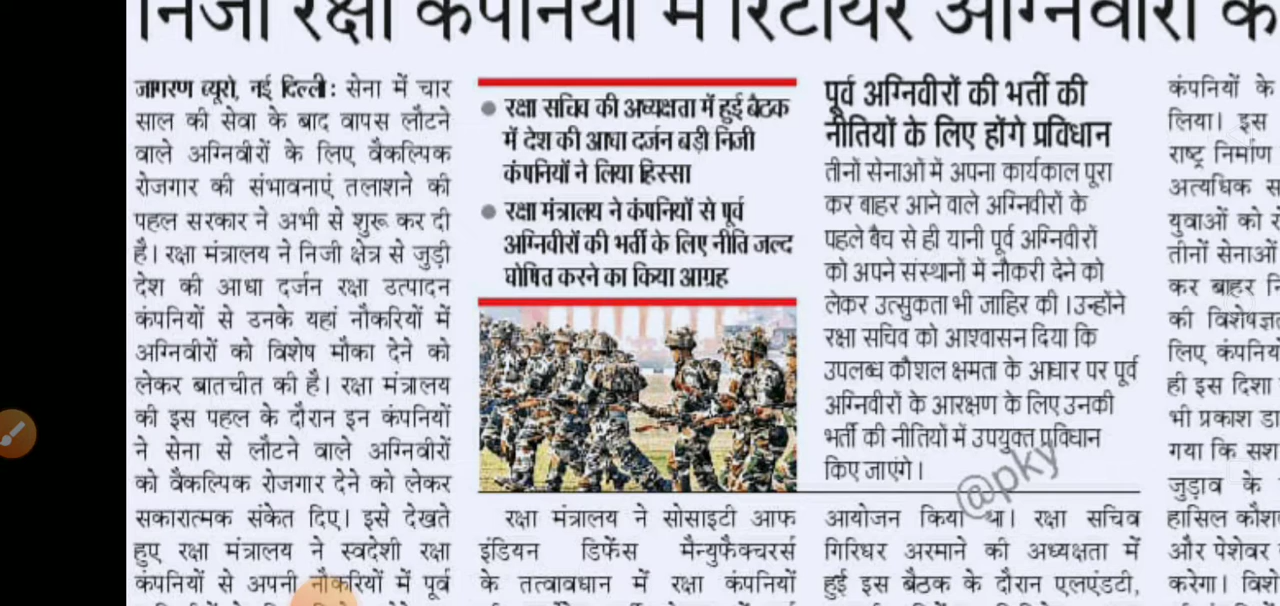 निजी रक्षा कंपनियों में रिटायर अग्निवीरों क
जागरण ब्यूरो, नई दिल्ली : सेना में चार
साल की सेवा के बाद वापस लौटने
वाले अग्निवीरों के लिए वैकल्पिक
रोजगार की संभावनाएं तलाशने की
पहल सरकार ने अभी से शुरू कर दी
है। रक्षा मंत्रालय ने निजी क्षेत्र से जुड़ी
देश की आधा दर्जन रक्षा उत्पादन
कंपनियों से उनके यहां नौकरियों में
अग्निवीरों को विशेष मौका देने को
लेकर बातचीत की है। रक्षा मंत्रालय
की इस पहल के दौरान इन कंपनियों
ने सेना से लौटने वाले अग्निवीरों
को वैकल्पिक रोजगार देने को लेकर
सकारात्मक संकेत दिए। इसे देखते
हुए रक्षा मंत्रालय ने स्वदेशी रक्षा
कंपनियों से अपनी नौकरियों में पूर्व
● रक्षा सचिव की अध्यक्षता में हुई बैठक
में देश की आधा दर्जन बड़ी निजी
कंपनियों ने लिया हिस्सा
● रक्षा मंत्रालय ने कंपनियों से पूर्व
अग्निवीरों की भर्ती के लिए नीति जल्द
घोषित करने का किया आग्रह
रक्षा मंत्रालय ने सोसाइटी आफ
इंडियन डिफेंस मैन्युफैक्चरर्स
के तत्वावधान में रक्षा कंपनियों
पूर्व अग्निवीरों की भर्ती की
नीतियों के लिए होंगे प्रविधान
तीनों सेनाओं में अपना कार्यकाल पूरा
कर बाहर आने वाले अग्निवीरों के
पहले बैच से ही यानी पूर्व अग्निवीरों
को अपने संस्थानों में नौकरी देने को
लेकर उत्सुकता भी जाहिर की। उन्होंने
रक्षा सचिव को आश्वासन दिया कि
उपलब्ध कौशल क्षमता के आधार पर पूर्व
अग्निवीरों के आरक्षण के लिए उनकी
भर्ती की नीतियों में उपयुक्त प्रविधान
किए जाएंगे।
@pky
आयोजन किया था। रक्षा सचिव
गिरिधर अरमाने की अध्यक्षता में
हुई इस बैठक के दौरान एलएंडटी,
कंपनियों के
लिया। इस
राष्ट्र निर्माण
अत्यधिक स
युवाओं को
तीनों सेनाओं
कर बाहर नि
की विशेषज्ञ
लिए कंपनिय
ही इस दिशा
भी प्रकाश डा
गया कि सश
जुड़ाव के
हासिल कौश
और पेशेवर
करेगा। विशे